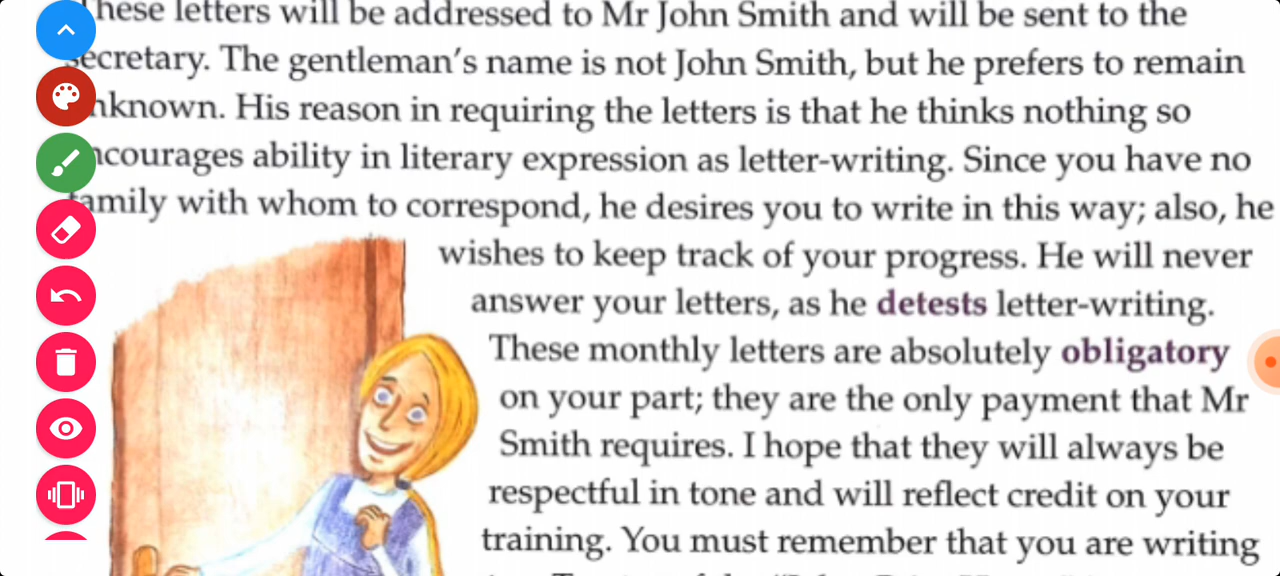 These letters will be addressed to Mr John Smith and will be sent to the
secretary. The gentleman's name is not John Smith, but he prefers to remain
unknown. His reason in requiring the letters is that he thinks nothing so
encourages ability in literary expression as letter-writing. Since you have no
family with whom to correspond, he desires you to write in this way; also, he
wishes to keep track of your progress. He will never
answer your letters, as he detests letter-writing.
These monthly letters are absolutely obligatory
on your part; they are the only payment that Mr
Smith requires. I hope that they will always be
respectful in tone and will reflect credit on your
training. You must remember that you are writing